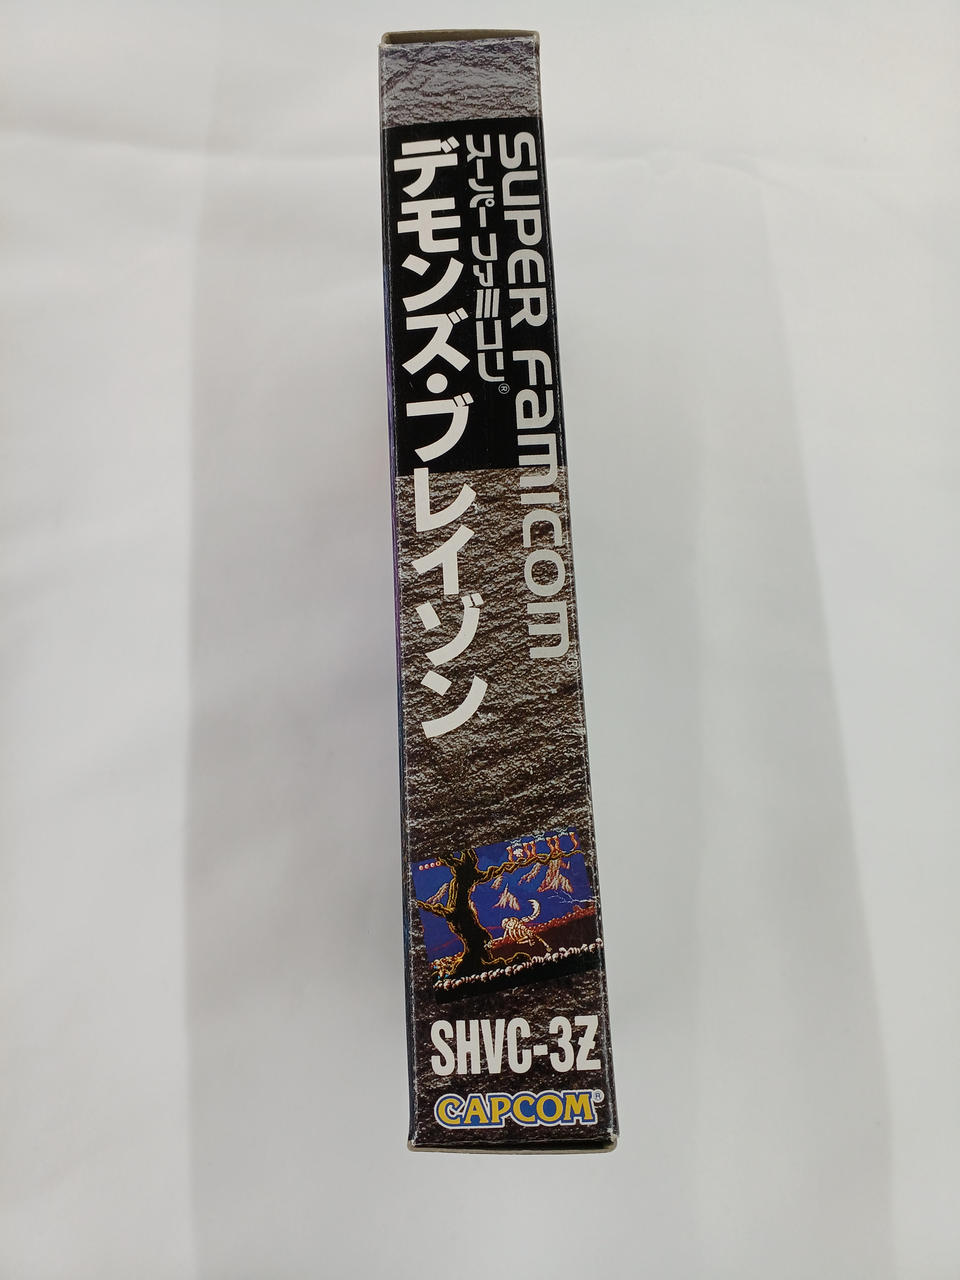 SUPER Famicom®
スーパーファミコン®
デモンズ・ブレイゾン
SHVC-3Z
CAPCOM®